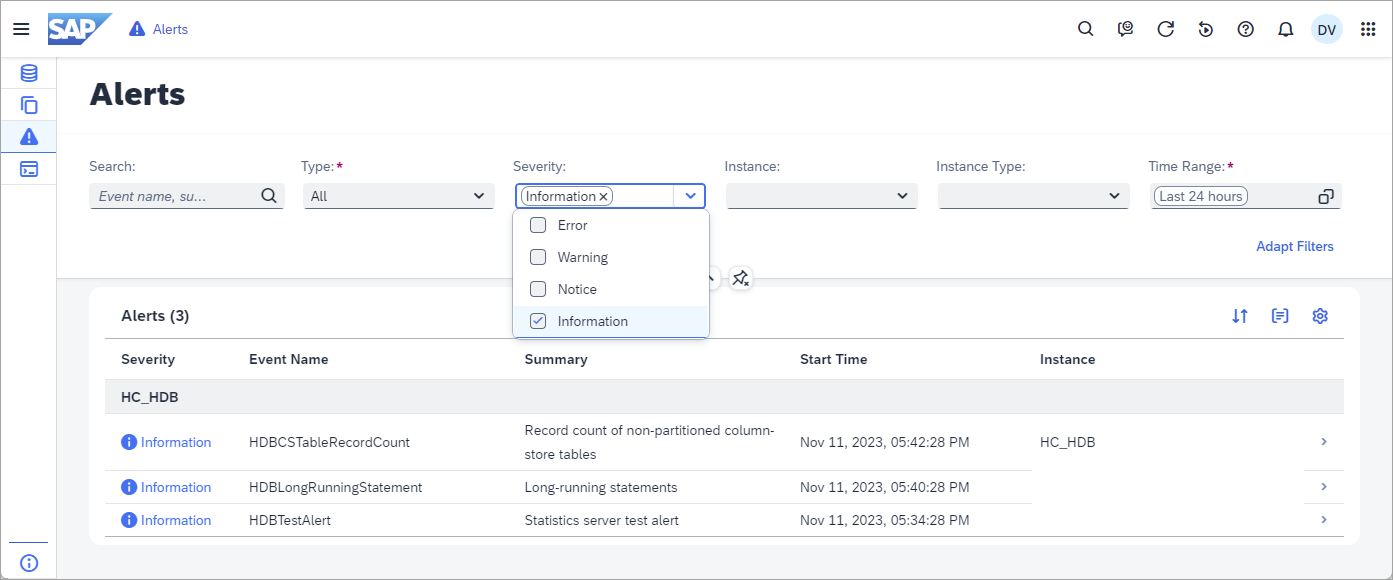 SAP Alerts DV
Alerts
Search: Type:* Severity: Instance: Instance Type: Time Range:*
Event name, su... All Information Last 24 hours
Error
Adapt Filters
Warning
Notice
Information
Alerts (3)
Severity Event Name Summary Start Time Instance
HC_HDB
Information HDBCSTableRecordCount Record count of non-partitioned column-
store tables Nov 11, 2023, 05:42:28 PM HC_HDB
Information HDBLongRunningStatement Long-running statements Nov 11, 2023, 05:40:28 PM
Information HDBTestAlert Statistics server test alert Nov 11, 2023, 05:34:28 PM